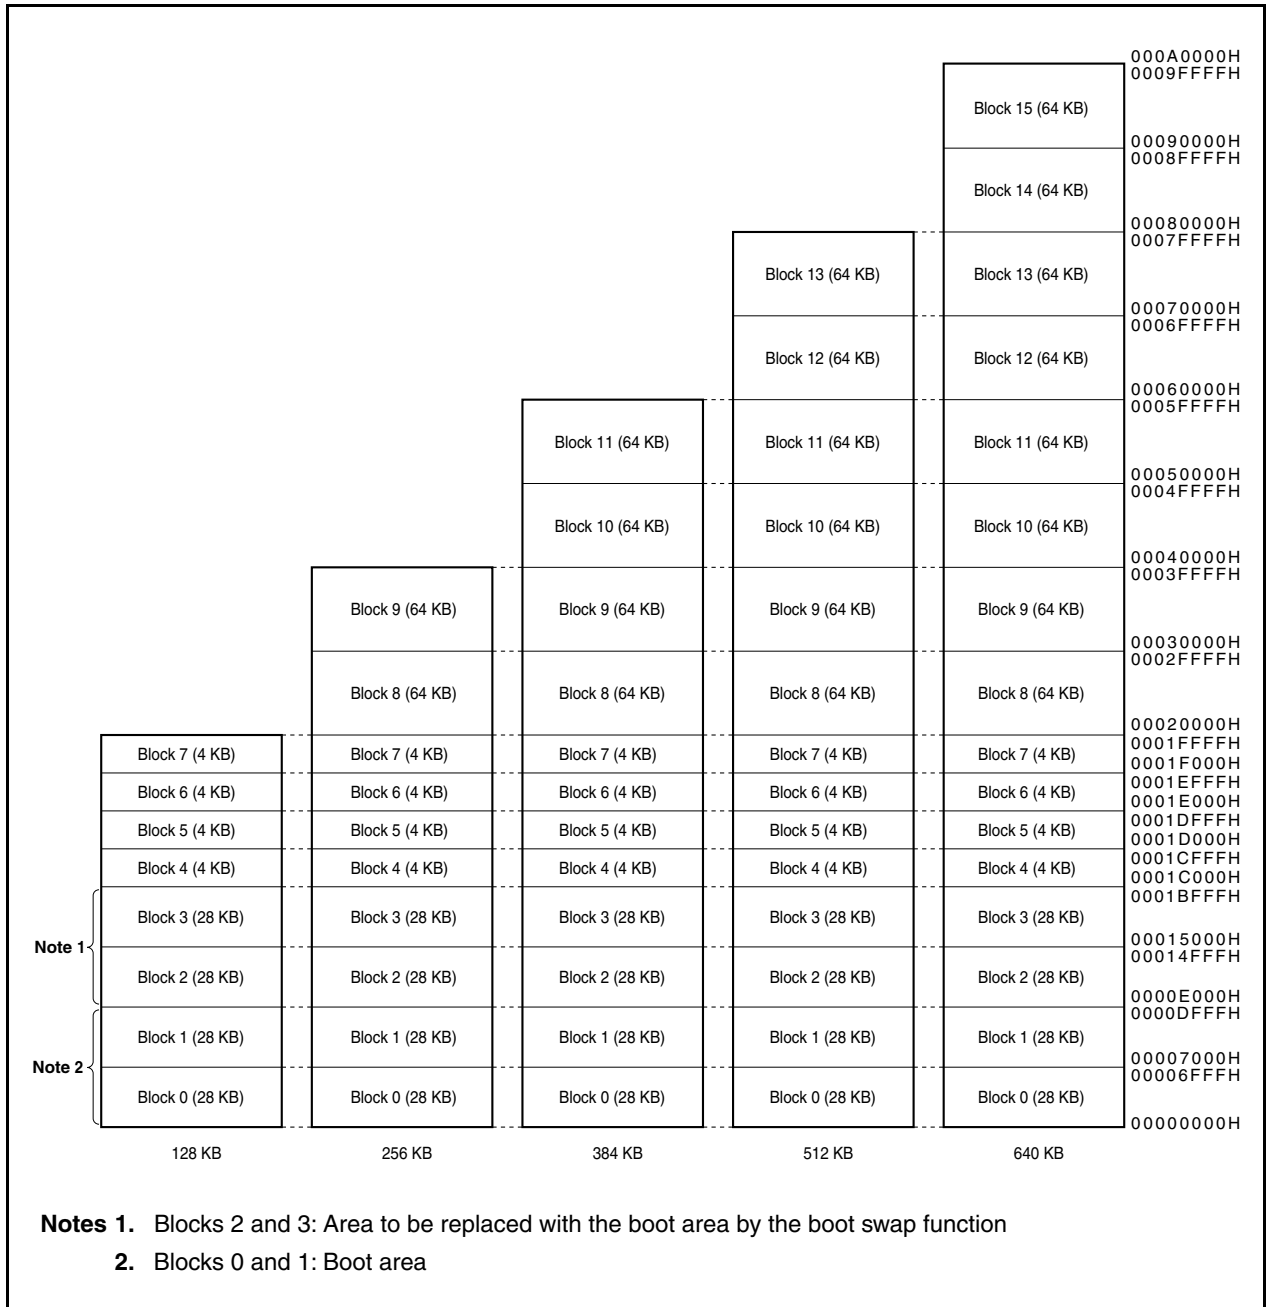 000A0000H
0009FFFFH
Block 15 (64 KB)
00090000H
0008FFFFH
Block 14 (64 KB)
00080000H
0007FFFFH
Block 13 (64 KB) Block 13 (64 KB)
00070000H
0006FFFFH
Block 12 (64 KB) Block 12 (64 KB)
00060000H
0005FFFFH
Block 11 (64 KB) Block 11 (64 KB) Block 11 (64 KB)
00050000H
0004FFFFH
Block 10 (64 KB) Block 10 (64 KB) Block 10 (64 KB)
00040000H
0003FFFFH
Block 9 (64 KB) Block 9 (64 KB) Block 9 (64 KB) Block 9 (64 KB)
00030000H
0002FFFFH
Block 8 (64 KB) Block 8 (64 KB) Block 8 (64 KB) Block 8 (64 KB)
00020000H
0001FFFFH
Block 7 (4 KB) Block 7 (4 KB) Block 7 (4 KB) Block 7 (4 KB) Block 7 (4 KB)
0001F000H
0001EFFFH
Block 6 (4 KB) Block 6 (4 KB) Block 6 (4 KB) Block 6 (4 KB) Block 6 (4 KB)
0001E000H
0001DFFFH
Block 5 (4 KB) Block 5 (4 KB) Block 5 (4 KB) Block 5 (4 KB) Block 5 (4 KB)
0001D000H
0001CFFFH
Block 4 (4 KB) Block 4 (4 KB) Block 4 (4 KB) Block 4 (4 KB) Block 4 (4 KB)
0001C000H
0001BFFFH
Block 3 (28 KB) Block 3 (28 KB) Block 3 (28 KB) Block 3 (28 KB) Block 3 (28 KB)
00015000H
Note 1
00014FFFH
Block 2 (28 KB) Block 2 (28 KB) Block 2 (28 KB) Block 2 (28 KB) Block 2 (28 KB)
0000E000H
0000DFFFH
Block 1 (28 KB) Block 1 (28 KB) Block 1 (28 KB) Block 1 (28 KB) Block 1 (28 KB)
00007000H
Note 2
00006FFFH
Block 0 (28 KB) Block 0 (28 KB) Block 0 (28 KB) Block 0 (28 KB) Block 0 (28 KB)
00000000H
128 KB 256 KB 384 KB 512 KB 640 KB
Notes 1. Blocks 2 and 3: Area to be replaced with the boot area by the boot swap function
2. Blocks 0 and 1: Boot area